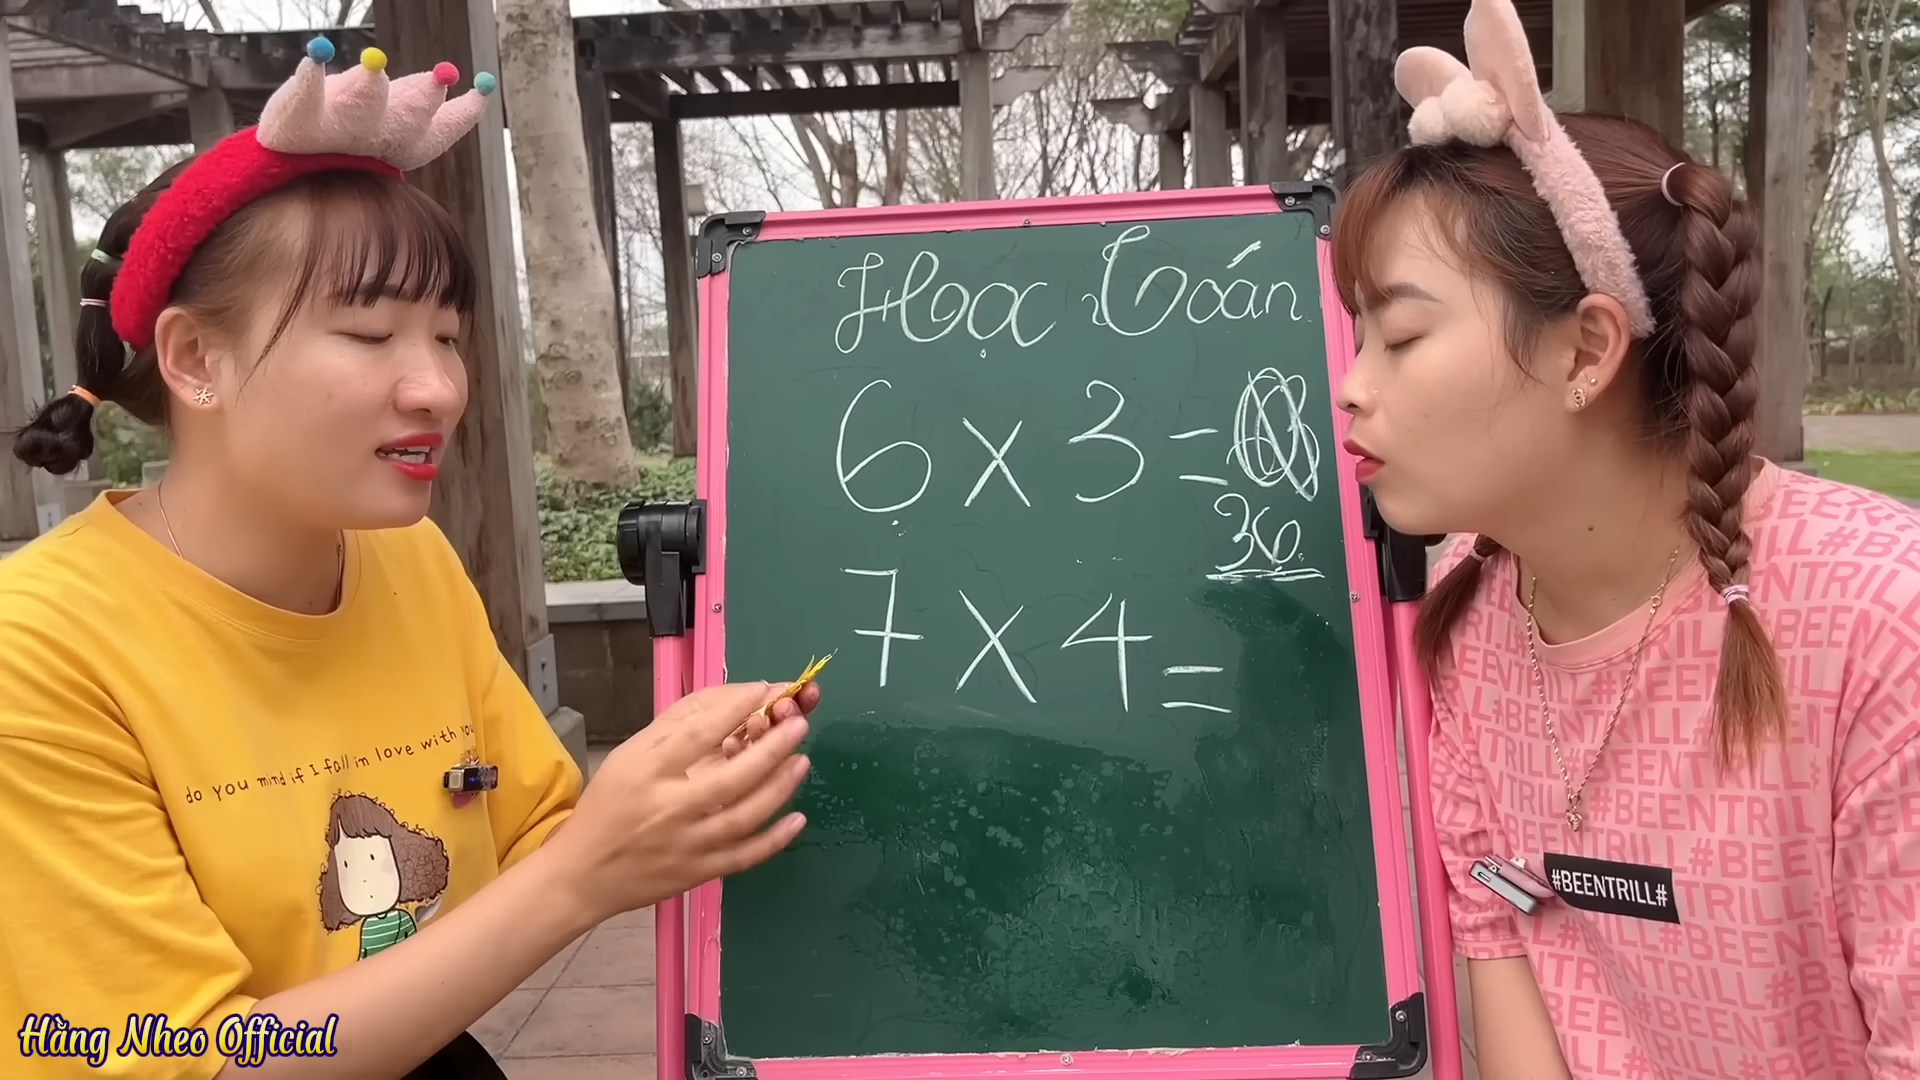 Học Toán
6 x 3 =
36
7 x 4 =
do you mind if I fall in love with you
#BEENTRILL#
Hằng Nheo Official